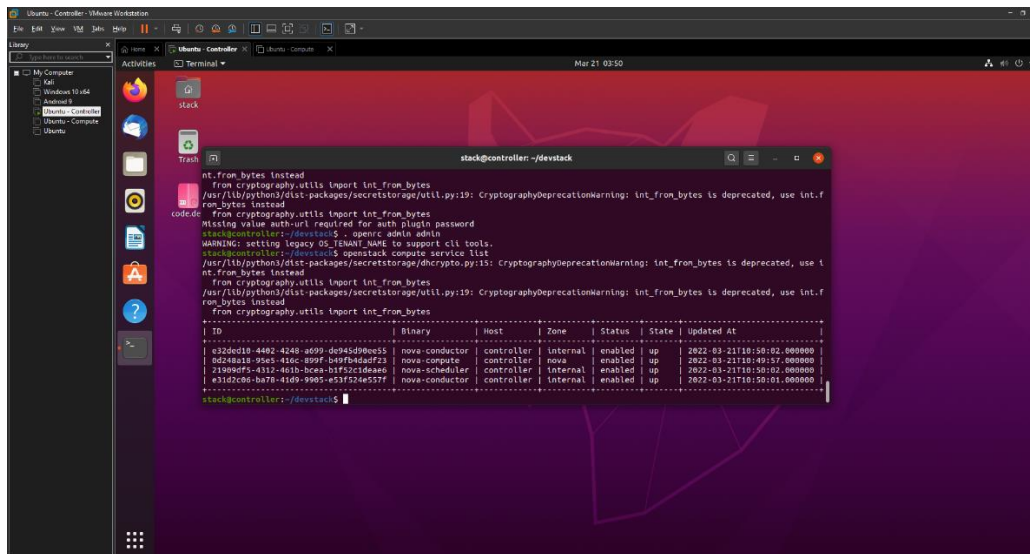 Ubuntu - Controller - VMware Workstation
File Edit View VM Tabs Help
Library
Type here to search
My Computer
Kali
Windows 10 x64
Android 9
Ubuntu - Controller
Ubuntu - Compute
Ubuntu
Home Ubuntu - Controller Ubuntu - Compute
Activities Terminal Mar 21 03:50
stack
Trash
code.de
stack@controller: ~/devstack
nt.from_bytes instead
from cryptography.utils import int_from_bytes
/usr/lib/python3/dist-packages/secretstorage/util.py:19: CryptographyDeprecationWarning: int_from_bytes is deprecated, use int.f
rom_bytes instead
from cryptography.utils import int_from_bytes
Missing value auth-url required for auth plugin password
stack@controller:~/devstack$ . openrc admin admin
WARNING: setting legacy OS_TENANT_NAME to support cli tools.
stack@controller:~/devstack$ openstack compute service list
/usr/lib/python3/dist-packages/secretstorage/dhcrypto.py:15: CryptographyDeprecationWarning: int_from_bytes is deprecated, use i
nt.from_bytes instead
from cryptography.utils import int_from_bytes
/usr/lib/python3/dist-packages/secretstorage/util.py:19: CryptographyDeprecationWarning: int_from_bytes is deprecated, use int.f
rom_bytes instead
from cryptography.utils import int_from_bytes
| ID | Binary | Host | Zone | Status | State | Updated At |
| e32ded10-4402-4248-a699-de945d90ee55 | nova-conductor | controller | internal | enabled | up | 2022-03-21T10:50:02.000000 |
| 0d248a18-95e5-416c-899f-b49fb4dadf23 | nova-compute | controller | nova | enabled | up | 2022-03-21T10:49:57.000000 |
| 21909df5-4312-461b-bcea-b1f52c1deae6 | nova-scheduler | controller | internal | enabled | up | 2022-03-21T10:50:02.000000 |
| e31d2c06-ba78-41d9-9905-e53f524e557f | nova-conductor | controller | internal | enabled | up | 2022-03-21T10:50:01.000000 |
stack@controller:~/devstack$